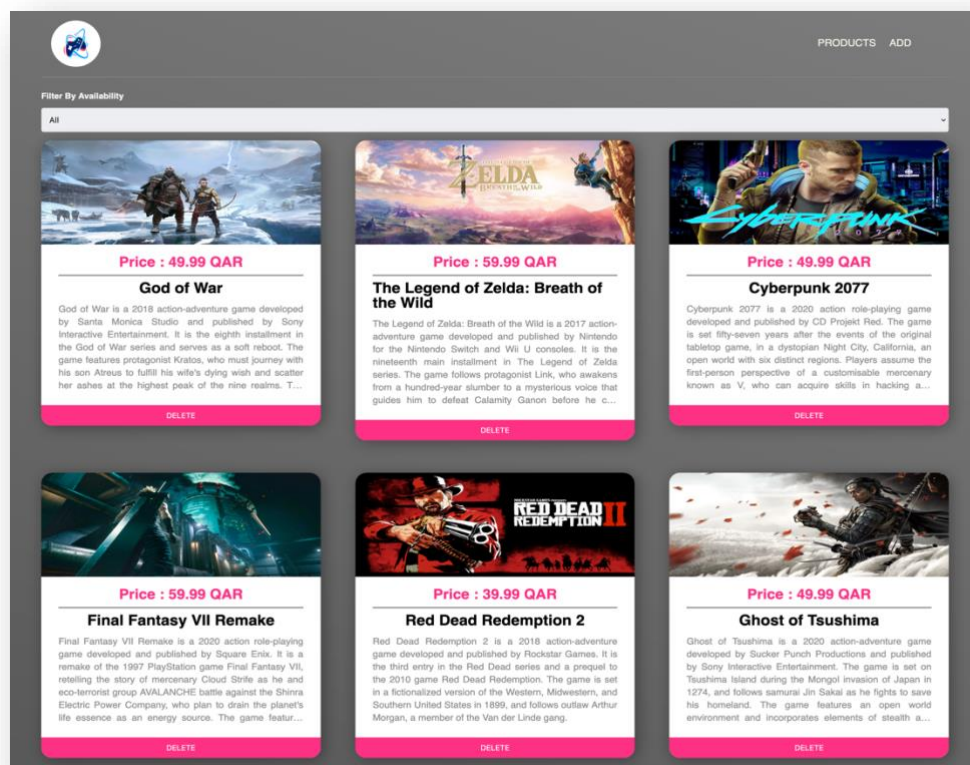 PRODUCTS ADD
Filter By Availability
All
ZELDA
BREATH OF THE WILD
Cyberpunk
2077
Price : 49.99 QAR
God of War
God of War is a 2018 action-adventure game developed
by Santa Monica Studio and published by Sony
Interactive Entertainment. It is the eighth installment in
the God of War series and serves as a soft reboot. The
game features protagonist Kratos, who must journey with
his son Atreus to fulfill his wife's dying wish and scatter
her ashes at the highest peak of the nine realms. T...
DELETE
Price : 59.99 QAR
The Legend of Zelda: Breath of
the Wild
The Legend of Zelda: Breath of the Wild is a 2017 action-
adventure game developed and published by Nintendo
for the Nintendo Switch and Wii U consoles. It is the
nineteenth main installment in The Legend of Zelda
series. The game follows protagonist Link, who awakens
from a hundred-year slumber to a mysterious voice that
guides him to defeat Calamity Ganon before he c...
DELETE
Price : 49.99 QAR
Cyberpunk 2077
Cyberpunk 2077 is a 2020 action role-playing game
developed and published by CD Projekt Red. The game
is set fifty-seven years after the events of the original
tabletop game, in a dystopian Night City, California, an
open world with six distinct regions. Players assume the
first-person perspective of a customisable mercenary
known as V, who can acquire skills in hacking a...
DELETE
Price : 59.99 QAR
Final Fantasy VII Remake
Final Fantasy VII Remake is a 2020 action role-playing
game developed and published by Square Enix. It is a
remake of the 1997 PlayStation game Final Fantasy VII,
retelling the story of mercenary Cloud Strife as he and
eco-terrorist group AVALANCHE battle against the Shinra
Electric Power Company, who plan to drain the planet's
life essence as an energy source. The game featur...
DELETE
RED DEAD
REDEMPTION II
Price : 39.99 QAR
Red Dead Redemption 2
Red Dead Redemption 2 is a 2018 action-adventure
game developed and published by Rockstar Games. It is
the third entry in the Red Dead series and a prequel to
the 2010 game Red Dead Redemption. The game is set
in a fictionalized version of the Western, Midwestern, and
Southern United States in 1899, and follows outlaw Arthur
Morgan, a member of the Van der Linde gang.
DELETE
Price : 49.99 QAR
Ghost of Tsushima
Ghost of Tsushima is a 2020 action-adventure game
developed by Sucker Punch Productions and published
by Sony Interactive Entertainment. The game is set on
Tsushima Island during the Mongol invasion of Japan in
1274, and follows samurai Jin Sakai as he fights to save
his homeland. The game features an open world
environment and incorporates elements of stealth a...
DELETE